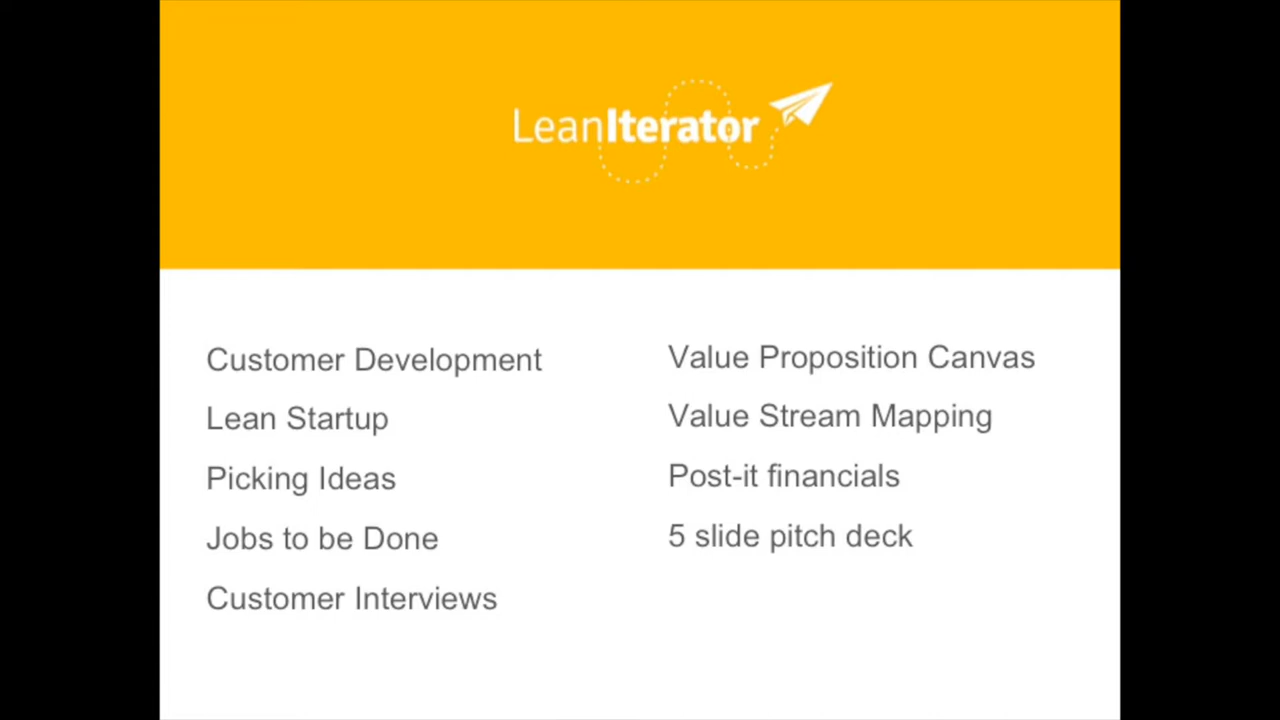 LeanIterator
Customer Development
Lean Startup
Picking Ideas
Jobs to be Done
Customer Interviews
Value Proposition Canvas
Value Stream Mapping
Post-it financials
5 slide pitch deck